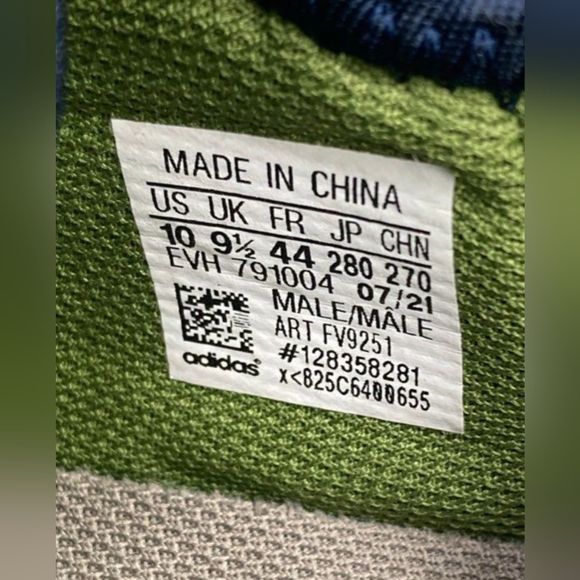 MADE IN CHINA
US UK FR JP CHN
10 9½ 44 280 270
EVH 791004 07/21
MALE/MÂLE
ART FV9251
#128358281
x<825C6400655
adidas®